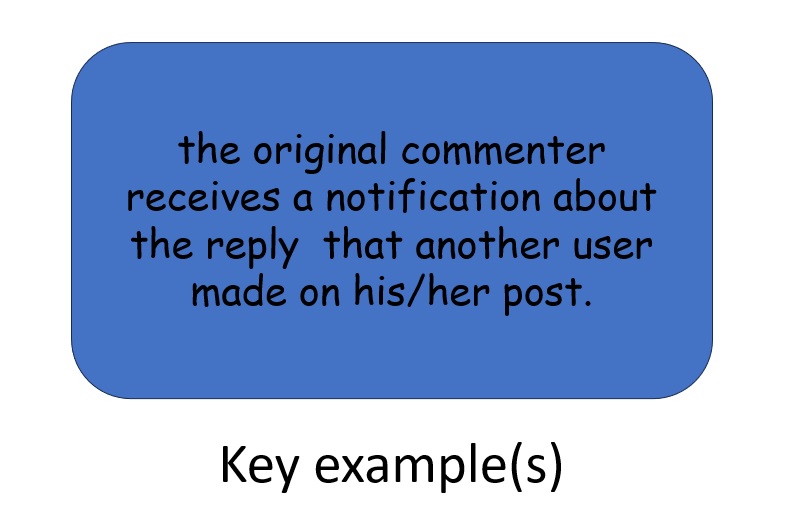 the original commenter
receives a notification about
the reply  that another user
made on his/her post.
Key example(s)